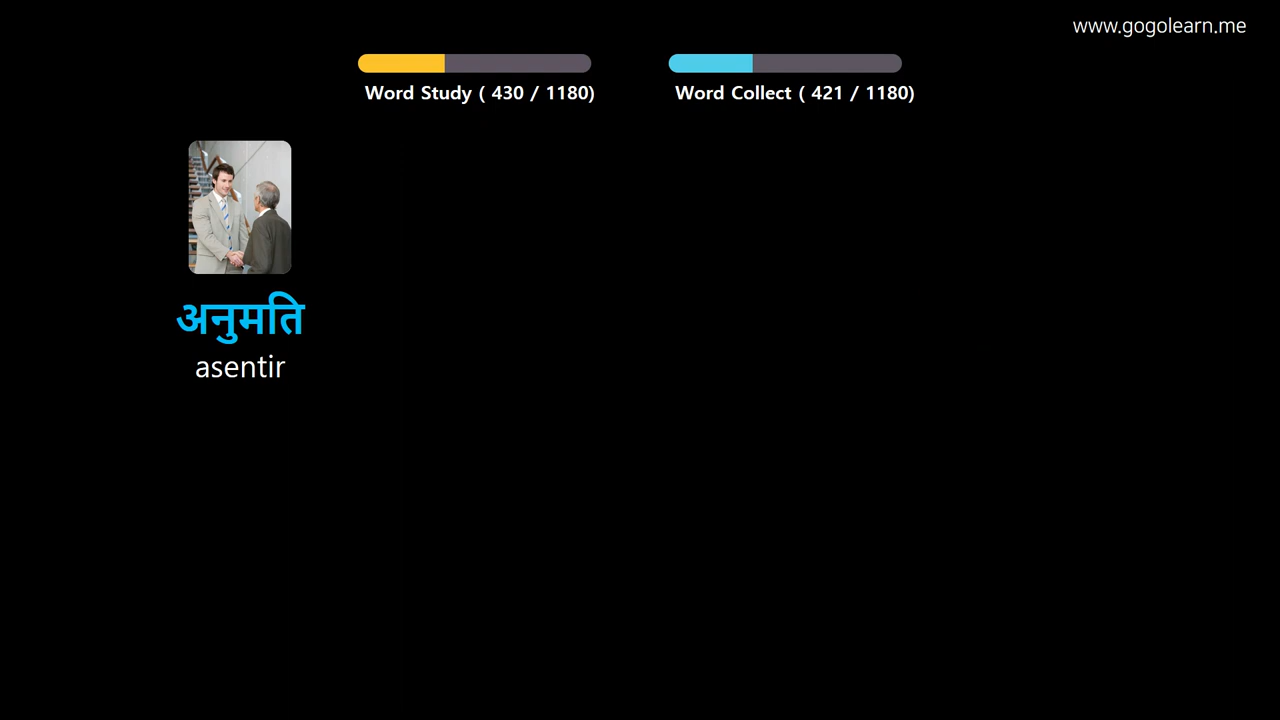 www.gogolearn.me
Word Study ( 430 / 1180)
Word Collect ( 421 / 1180)
अनुमति
asentir